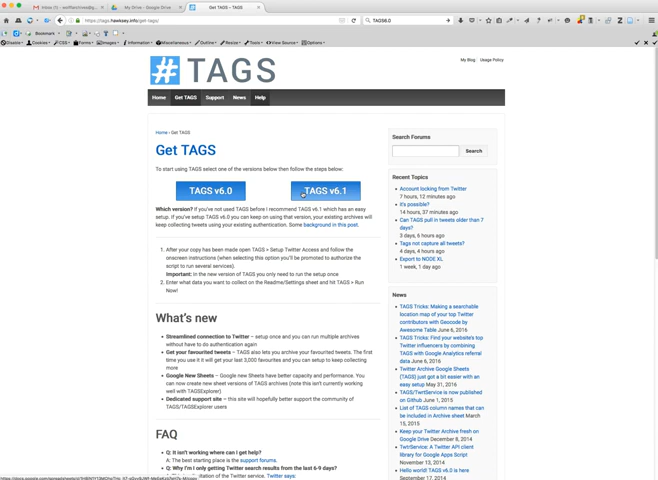 My Drive - Google Drive
Get TAGS – TAGS
https://tags.hawksey.info/get-tags/
TAGS6.0
Disable Cookies CSS Forms Images Information Miscellaneous Outline Resize Tools View Source Options
# TAGS
My Blog Usage Policy
Home Get TAGS Support News Help
Home › Get TAGS
Get TAGS
To start using TAGS select one of the versions below then follow the steps below:
TAGS v6.0 TAGS v6.1
Which version? If you've not used TAGS before I recommend TAGS v6.1 which has an easy
setup. If you've setup TAGS v6.0 you can keep on using that version, your existing archives will
keep collecting tweets using your existing authentication. Some background in this post.
1. After your copy has been made open TAGS > Setup Twitter Access and follow the
onscreen instructions (when selecting this option you'll be promoted to authorize the
script to run several services).
Important: In the new version of TAGS you only need to run the setup once
2. Enter what data you want to collect on the Readme/Settings sheet and hit TAGS > Run
Now!
What's new
• Streamlined connection to Twitter – setup once and you can run multiple archives
without have to do authentication again
• Get your favourited tweets – TAGS also lets you archive your favourited tweets. The first
time you use it it will get your last 3,000 favourites and you can setup to keep collecting
more
• Google New Sheets – Google new Sheets have better capacity and performance. You
can now create new sheet versions of TAGS archives (note this isn't currently working
well with TAGSExplorer)
• Dedicated support site – this site will hopefully better support the community of
TAGS/TAGSExplorer users
FAQ
• Q: It isn't working where can I get help?
A: The best starting place is the support forums.
• Q: Why I'm I only getting Twitter search results from the last 6-9 days?
Search Forums
Search
Recent Topics
• Account locking from Twitter
7 hours, 12 minutes ago
• It's possible?
14 hours, 37 minutes ago
• Can TAGS pull in tweets older than 7
days?
3 days, 6 hours ago
• Tags not capture all tweets?
4 days, 4 hours ago
• Export to NODE XL
1 week, 1 day ago
News
• TAGS Tricks: Making a searchable
location map of your top Twitter
contributors with Geocode by
Awesome Table June 6, 2016
• TAGS Tricks: Find your website's top
Twitter influencers by combining
TAGS with Google Analytics referral
data June 6, 2016
• Twitter Archive Google Sheets
(TAGS) just got a bit easier with an
easy setup May 31, 2016
• TAGS/TwrtService is now published
on Github June 1, 2015
• List of TAGS column names that can
be included in Archive sheet March
15, 2015
• Keep your Twitter Archive fresh on
Google Drive December 8, 2014
• TwtrService: A Twitter API client
library for Google Apps Script
November 13, 2014
• Hello world! TAGS v6.0 is here
September 17, 2014